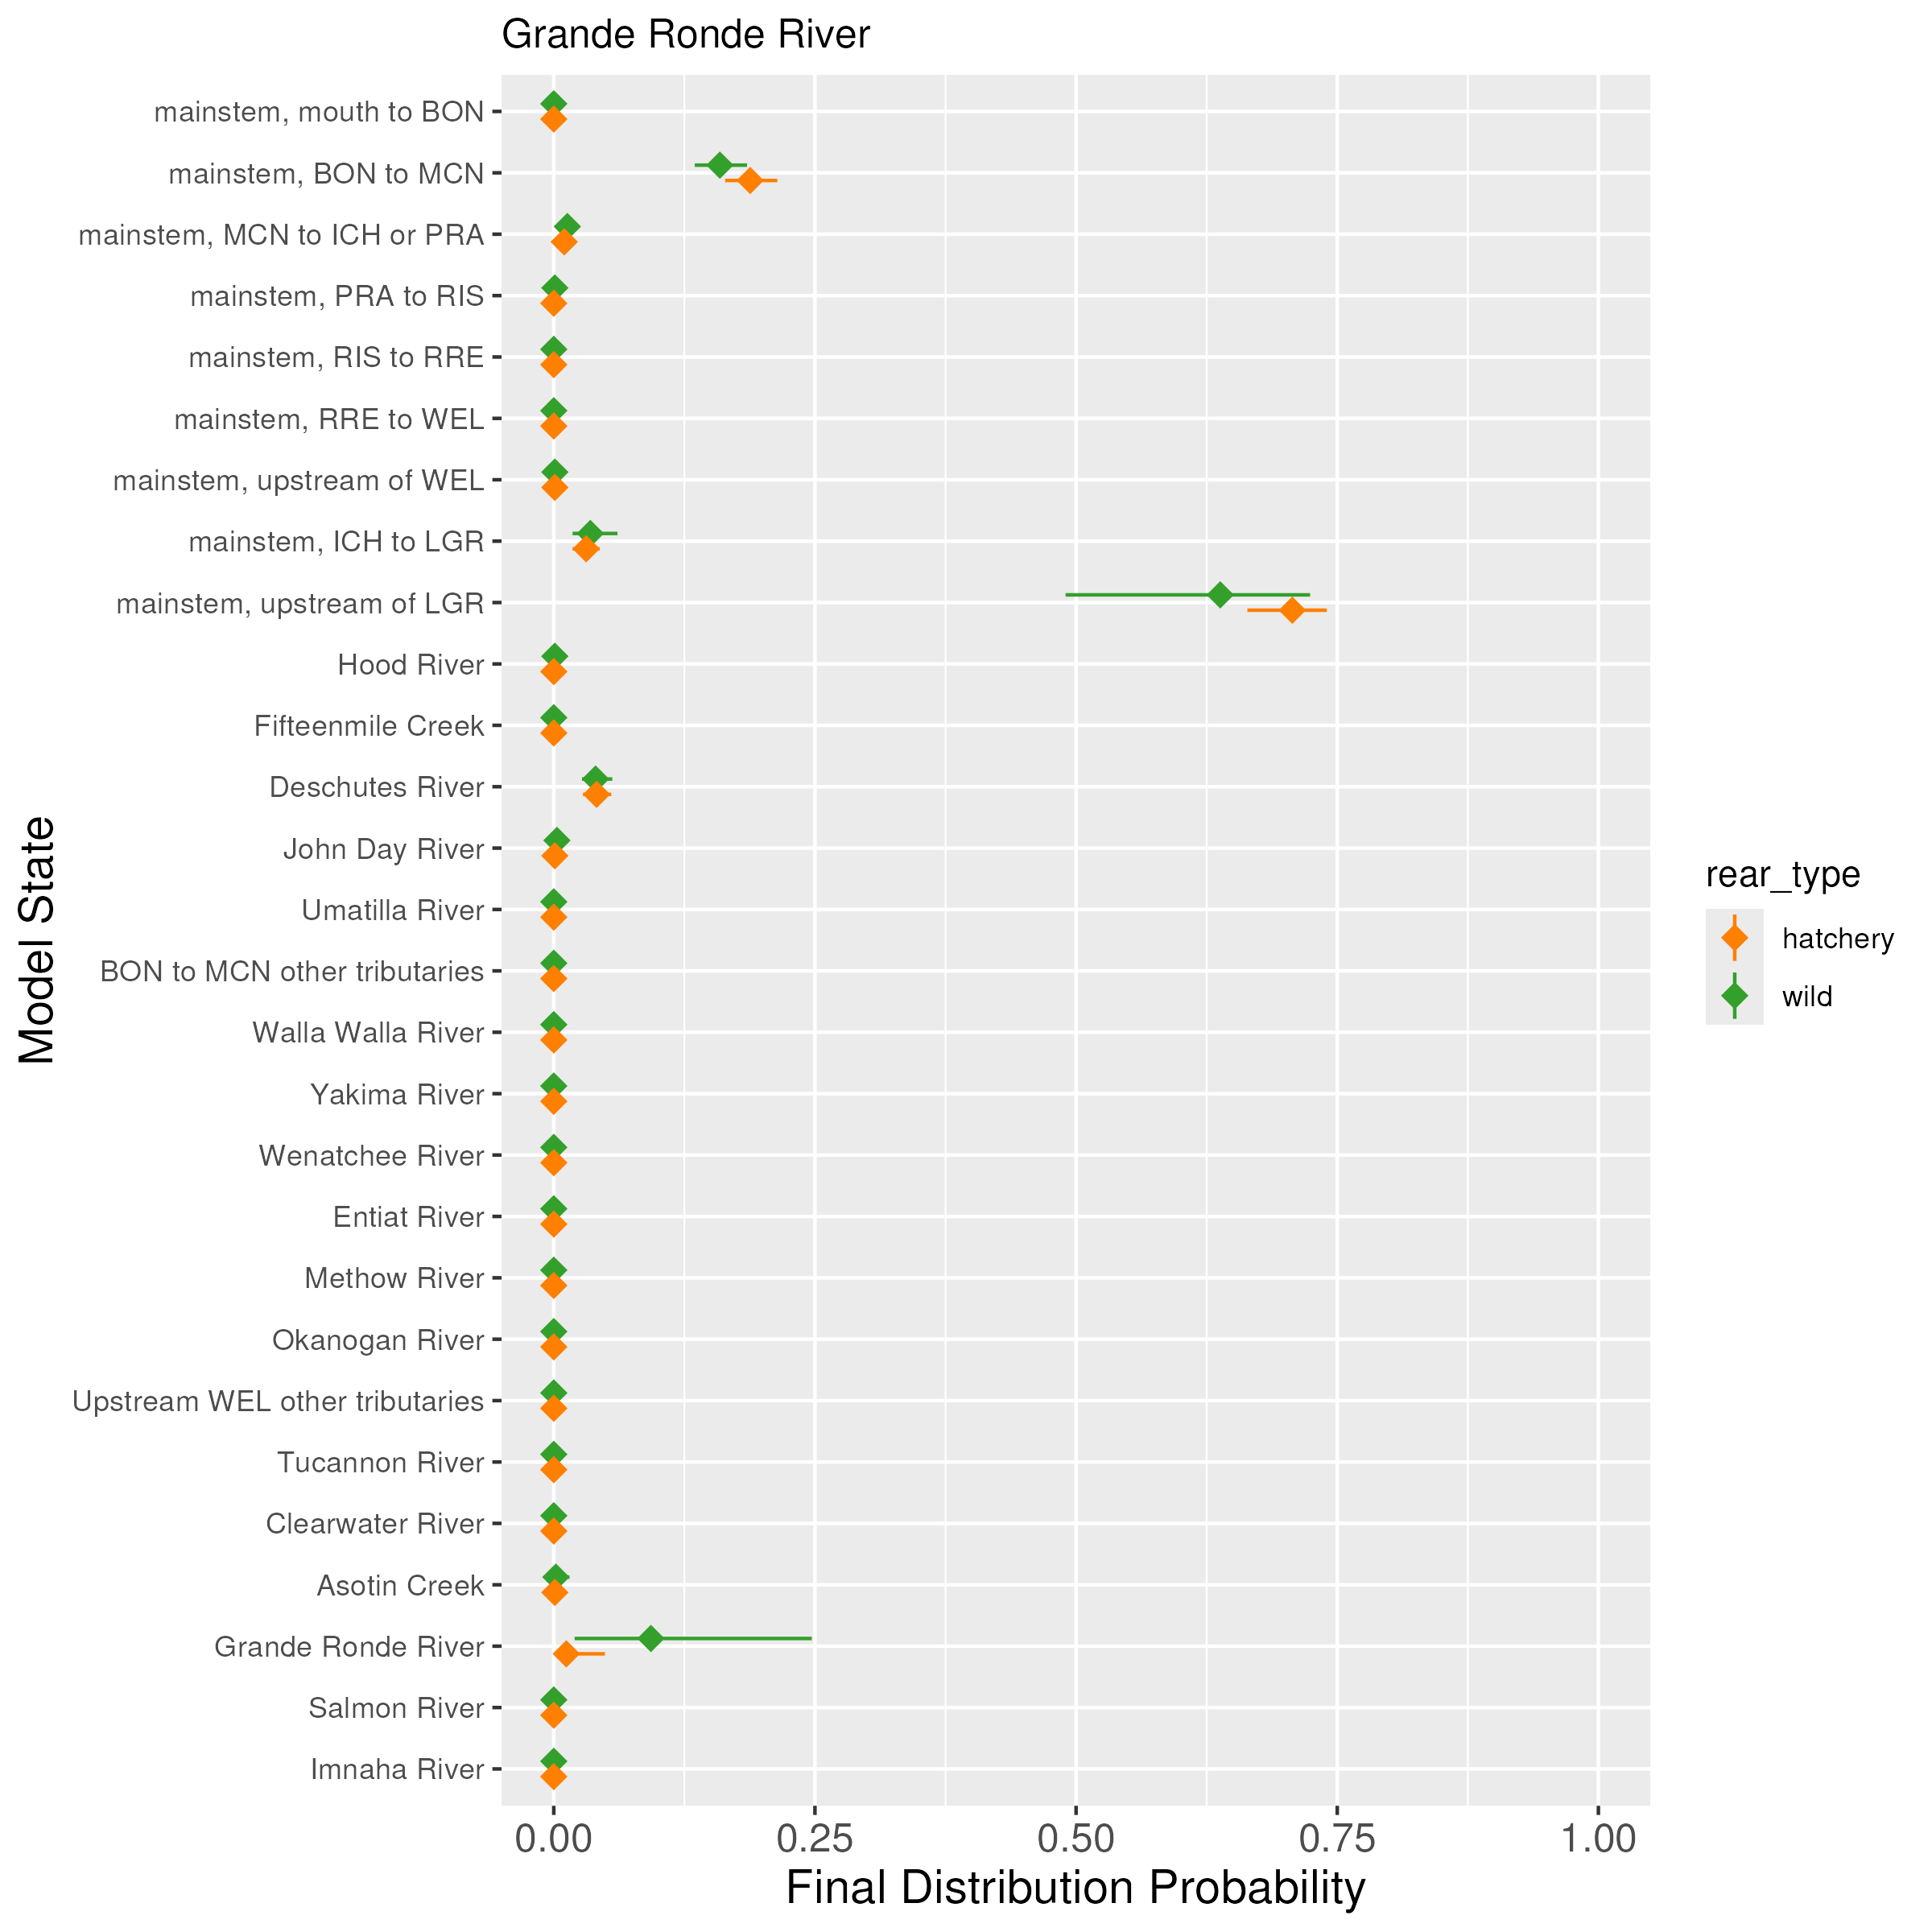 Grande Ronde River
mainstem, mouth to BON
mainstem, BON to MCN
mainstem, MCN to ICH or PRA
mainstem, PRA to RIS
mainstem, RIS to RRE
mainstem, RRE to WEL
mainstem, upstream of WEL
mainstem, ICH to LGR
mainstem, upstream of LGR
Hood River
Fifteenmile Creek
Deschutes River
John Day River
Umatilla River
BON to MCN other tributaries
Walla Walla River
Yakima River
Wenatchee River
Entiat River
Methow River
Okanogan River
Upstream WEL other tributaries
Tucannon River
Clearwater River
Asotin Creek
Grande Ronde River
Salmon River
Imnaha River
Model State
0.00 0.25 0.50 0.75 1.00
Final Distribution Probability
rear_type
hatchery
wild